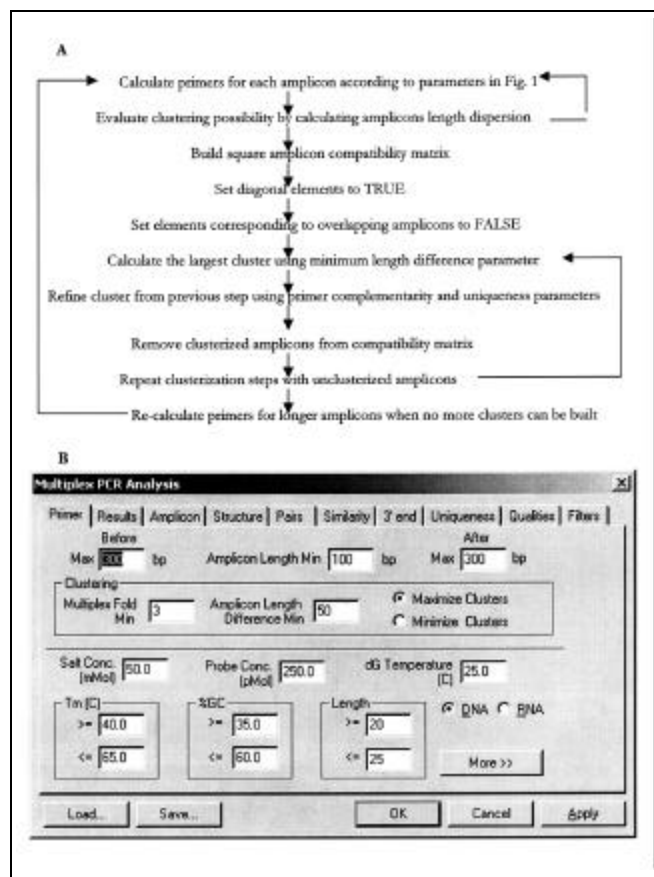 A
Calculate primers for each amplicon according to parameters in Fig. 1
Evaluate clustering possibility by calculating amplicons length dispersion
Build square amplicon compatibility matrix
Set diagonal elements to TRUE
Set elements corresponding to overlapping amplicons to FALSE
Calculate the largest cluster using minimum length difference parameter
Refine cluster from previous step using primer complementarity and uniqueness parameters
Remove clusterized amplicons from compatibility matrix
Repeat clusterization steps with unclusterized amplicons
Re-calculate primers for longer amplicons when no more clusters can be built
B
Multiplex PCR Analysis
Primer Results Amplicon Structure Pairs Similarity 3' end Uniqueness Qualities Filters
Before After
Max 300 bp Amplicon Length Min 100 bp Max 300 bp
Clustering
Multiplex Fold Min 3 Amplicon Length Difference Min 50 Maximize Clusters
Minimize Clusters
Salt Conc. [mMol] 50.0 Probe Conc. [pMol] 250.0 dG Temperature [C] 25.0
Tm [C] %GC Length DNA RNA
>= 40.0 >= 35.0 >= 20
<= 65.0 <= 60.0 <= 25 More >>
Load... Save... OK Cancel Apply